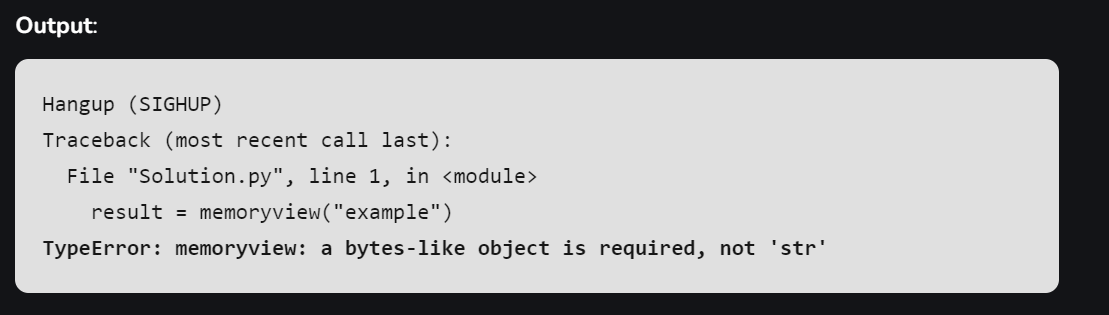 Output:
Hangup (SIGHUP)
Traceback (most recent call last):
  File "Solution.py", line 1, in <module>
    result = memoryview("example")
TypeError: memoryview: a bytes-like object is required, not 'str'